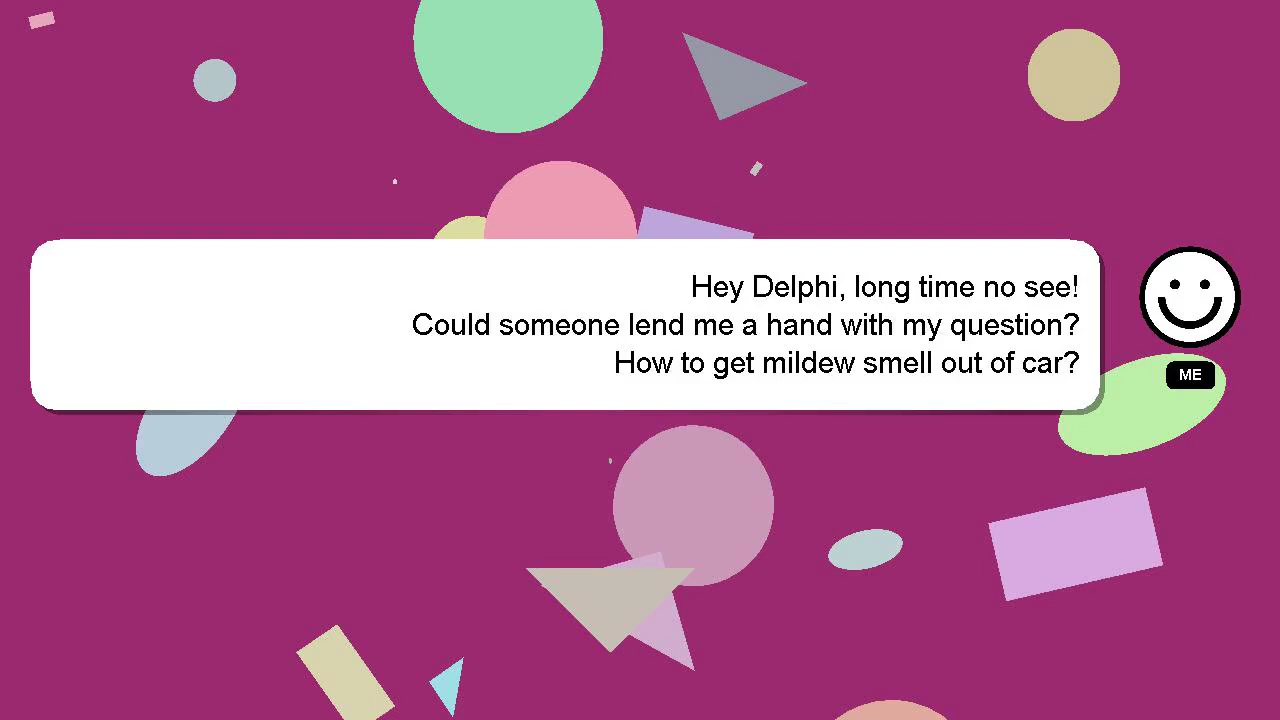 Hey Delphi, long time no see!
Could someone lend me a hand with my question?
How to get mildew smell out of car?
ME